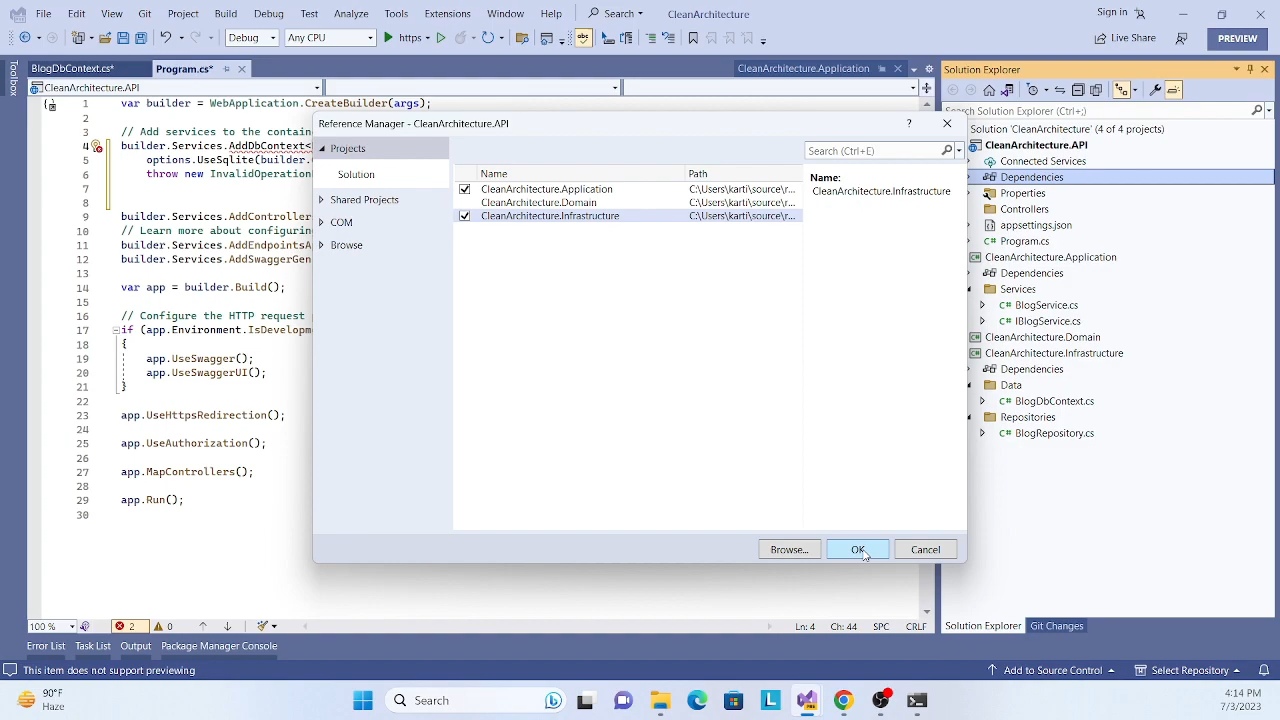 File Edit View Git Project Build Debug Test Analyze Tools Extensions Window Help Search CleanArchitecture Sign in
Debug Any CPU https Live Share PREVIEW
Toolbox
BlogDbContext.cs* Program.cs* CleanArchitecture.Application
CleanArchitecture.API
1 var builder = WebApplication.CreateBuilder(args);
2
3 // Add services to the contain
4 builder.Services.AddDbContext<
5 options.UseSqlite(builder.
6 throw new InvalidOperation
7
8
9 builder.Services.AddController
10 // Learn more about configurin
11 builder.Services.AddEndpointsA
12 builder.Services.AddSwaggerGen
13
14 var app = builder.Build();
15
16 // Configure the HTTP request
17 if (app.Environment.IsDevelopm
18 {
19 app.UseSwagger();
20 app.UseSwaggerUI();
21 }
22
23 app.UseHttpsRedirection();
24
25 app.UseAuthorization();
26
27 app.MapControllers();
28
29 app.Run();
30
Reference Manager - CleanArchitecture.API ?
Projects
Solution
Shared Projects
COM
Browse
Search (Ctrl+E)
Name Path
CleanArchitecture.Application C:\Users\karti\source\r...
CleanArchitecture.Domain C:\Users\karti\source\r...
CleanArchitecture.Infrastructure C:\Users\karti\source\r...
Name:
CleanArchitecture.Infrastructure
Browse... OK Cancel
Solution Explorer
Search Solution Explorer (Ctrl+;)
Solution 'CleanArchitecture' (4 of 4 projects)
CleanArchitecture.API
Connected Services
Dependencies
Properties
Controllers
appsettings.json
C# Program.cs
CleanArchitecture.Application
Dependencies
Services
C# BlogService.cs
C# IBlogService.cs
CleanArchitecture.Domain
CleanArchitecture.Infrastructure
Dependencies
Data
C# BlogDbContext.cs
Repositories
C# BlogRepository.cs
100 % 2 0 Ln: 4 Ch: 44 SPC CRLF
Solution Explorer Git Changes
Error List Task List Output Package Manager Console
This item does not support previewing Add to Source Control Select Repository
90°F
Haze
Search
4:14 PM
7/3/2023